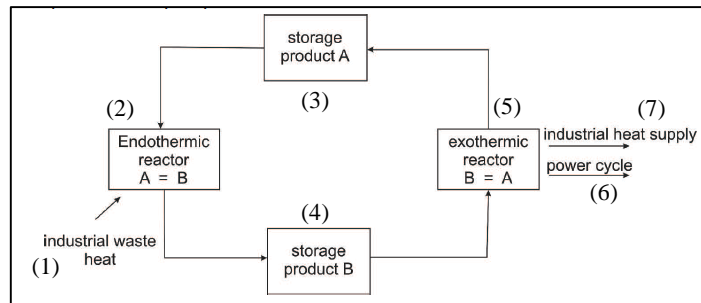 storage
product A
(3)
(2)
(5)
(7)
Endothermic
reactor
A = B
exothermic
reactor
B = A
industrial heat supply
power cycle
(6)
(4)
industrial waste
heat
(1)
storage
product B